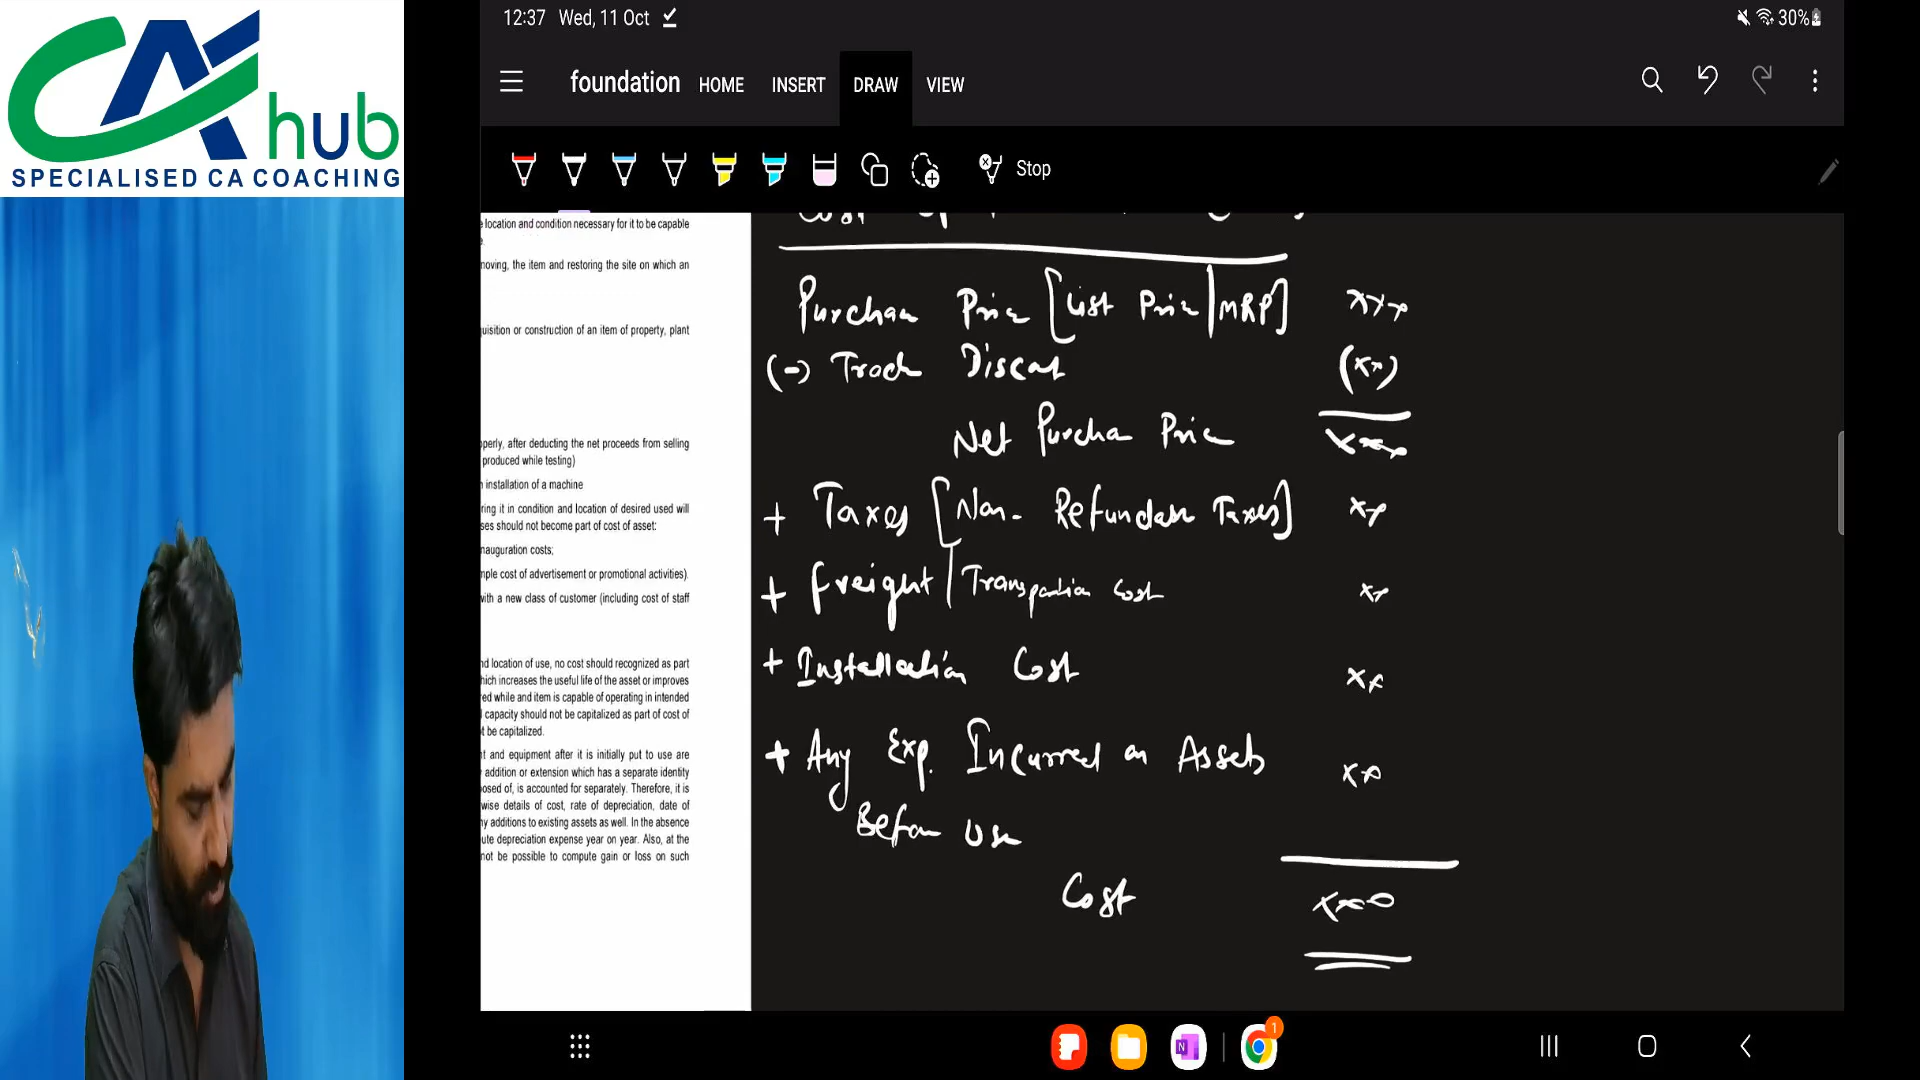 CA hub
SPECIALISED CA COACHING
12:37 Wed, 11 Oct
30%
foundation HOME INSERT DRAW VIEW
Stop
e location and condition necessary for it to be capable
noving, the item and restoring the site on which an
uisition or construction of an item of property, plant
operly, after deducting the net proceeds from selling
produced while testing)
n installation of a machine
ring it in condition and location of desired used will
ses should not become part of cost of asset:
nauguration costs;
mple cost of advertisement or promotional activities).
with a new class of customer (including cost of staff
nd location of use, no cost should recognized as part
hich increases the useful life of the asset or improves
red while and item is capable of operating in intended
l capacity should not be capitalized as part of cost of
t be capitalized.
nt and equipment after it is initially put to use are
addition or extension which has a separate identity
osed of, is accounted for separately. Therefore, it is
wise details of cost, rate of depreciation, date of
ny additions to existing assets as well. In the absence
ute depreciation expense year on year. Also, at the
not be possible to compute gain or loss on such
Cost of
Purchase Price [List Price | MRP] xxx
(-) Trade Discount (xx)
Net Purchase Price xxx
+ Taxes [Non-Refundable Taxes] xx
+ Freight | Transportation Cost xx
+ Installation Cost xx
+ Any Exp. Incurred on Assets xx
Before Use
Cost xxx
1